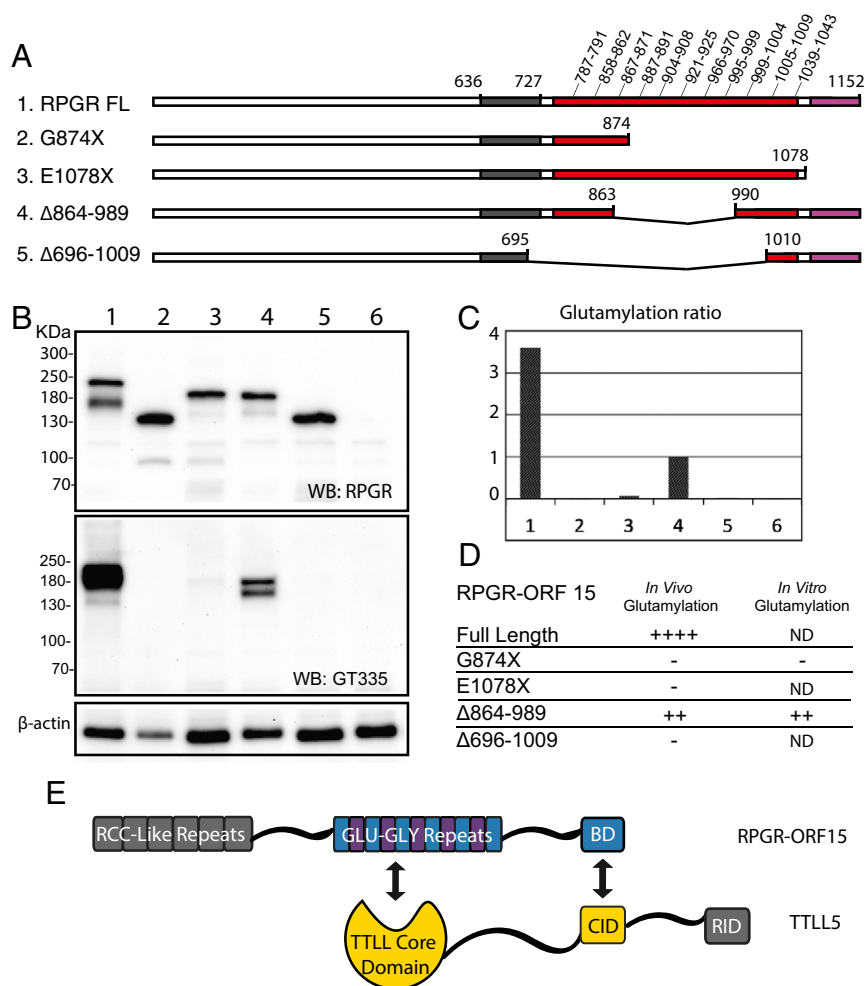 A
787-791
858-862
867-871
887-891
904-908
921-925
966-970
995-999
999-1004
1005-1009
1039-1043
636 727 1152
1. RPGR FL
874
2. G874X
1078
3. E1078X
863 990
4. Δ864-989
695 1010
5. Δ696-1009
B
1 2 3 4 5 6
KDa
300-
250-
180-
130-
100-
70-
WB: RPGR
250-
180-
130-
100-
70-
WB: GT335
β-actin
C
Glutamylation ratio
4
3
2
1
0
1 2 3 4 5 6
D
RPGR-ORF 15 In Vivo Glutamylation In Vitro Glutamylation
Full Length ++++ ND
G874X - -
E1078X - ND
Δ864-989 ++ ++
Δ696-1009 - ND
E
RCC-Like Repeats GLU-GLY Repeats BD RPGR-ORF15
TTLL Core Domain CID RID TTLL5